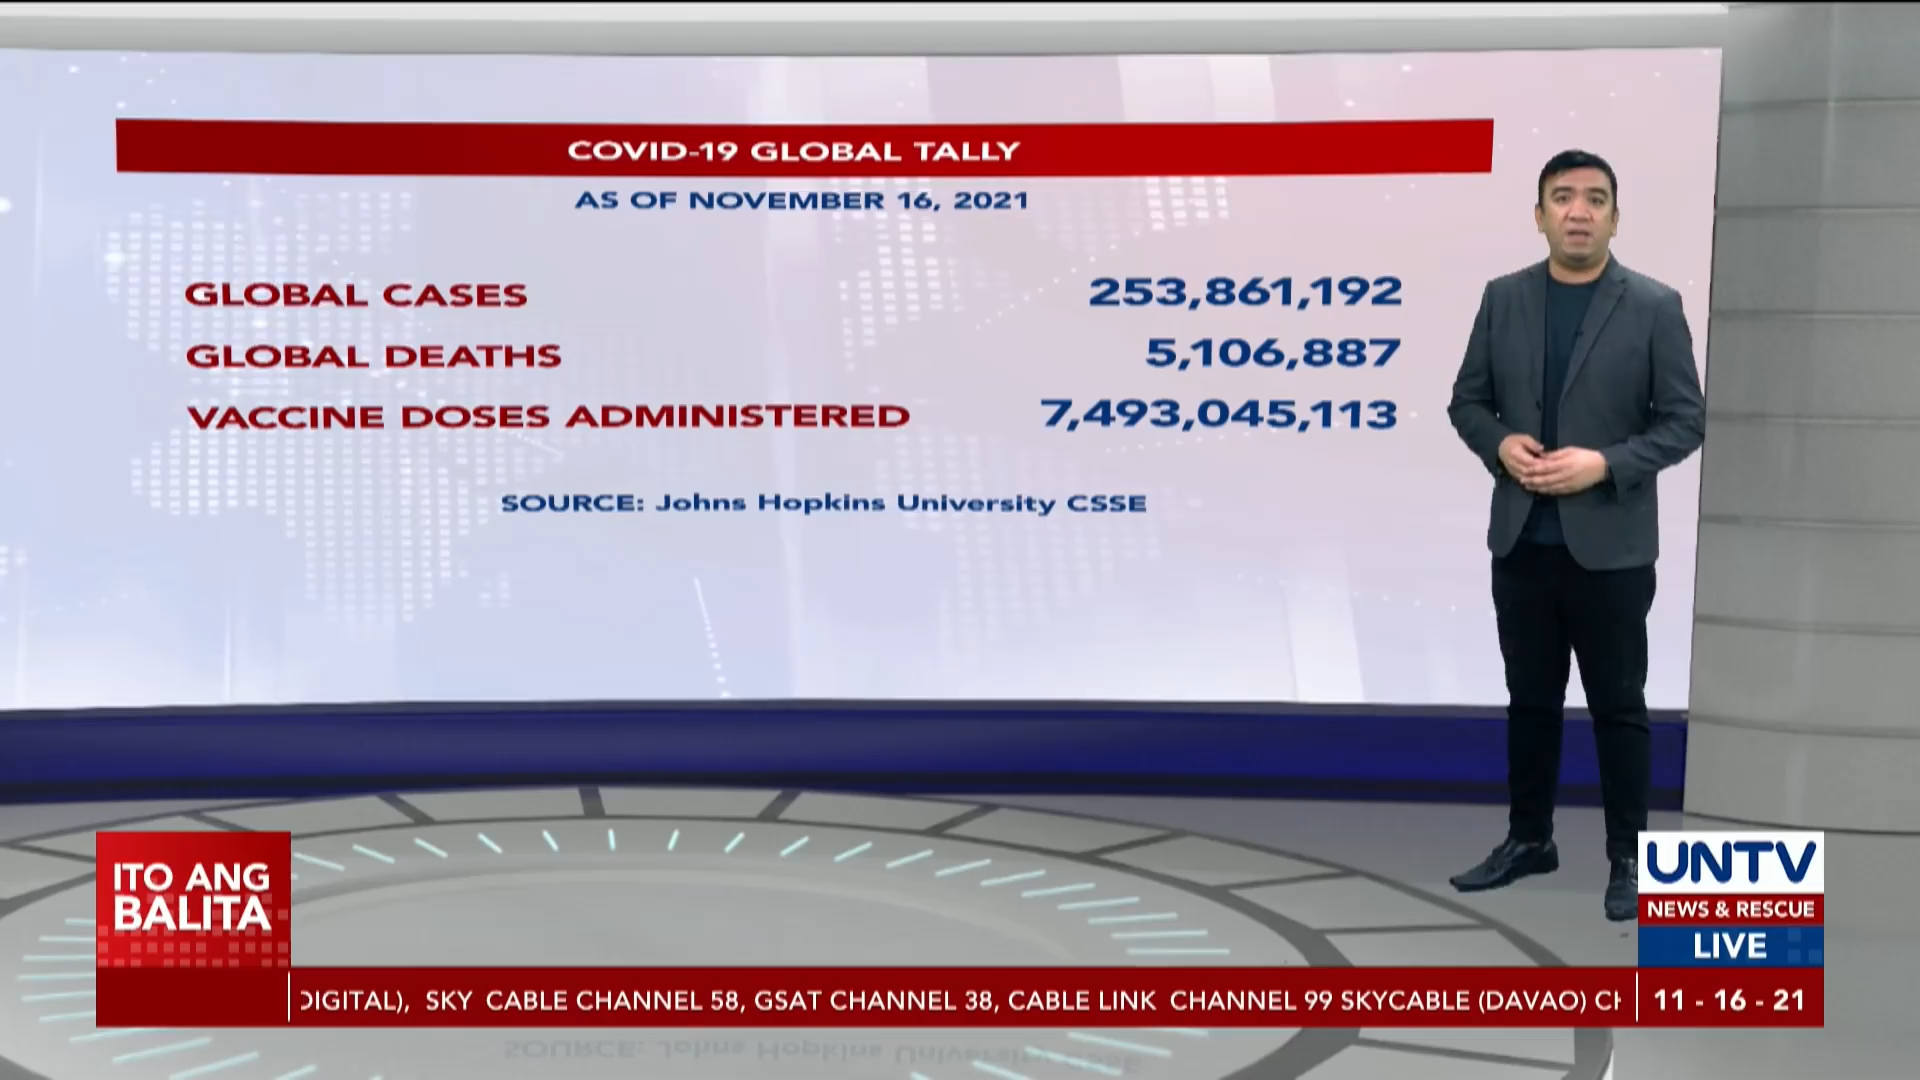 COVID-19 GLOBAL TALLY
AS OF NOVEMBER 16, 2021
GLOBAL CASES 253,861,192
GLOBAL DEATHS 5,106,887
VACCINE DOSES ADMINISTERED 7,493,045,113
SOURCE: Johns Hopkins University CSSE
ITO ANG
BALITA
UNTV
NEWS & RESCUE
LIVE
DIGITAL), SKY CABLE CHANNEL 58, GSAT CHANNEL 38, CABLE LINK CHANNEL 99 SKYCABLE (DAVAO)
11 - 16 - 21